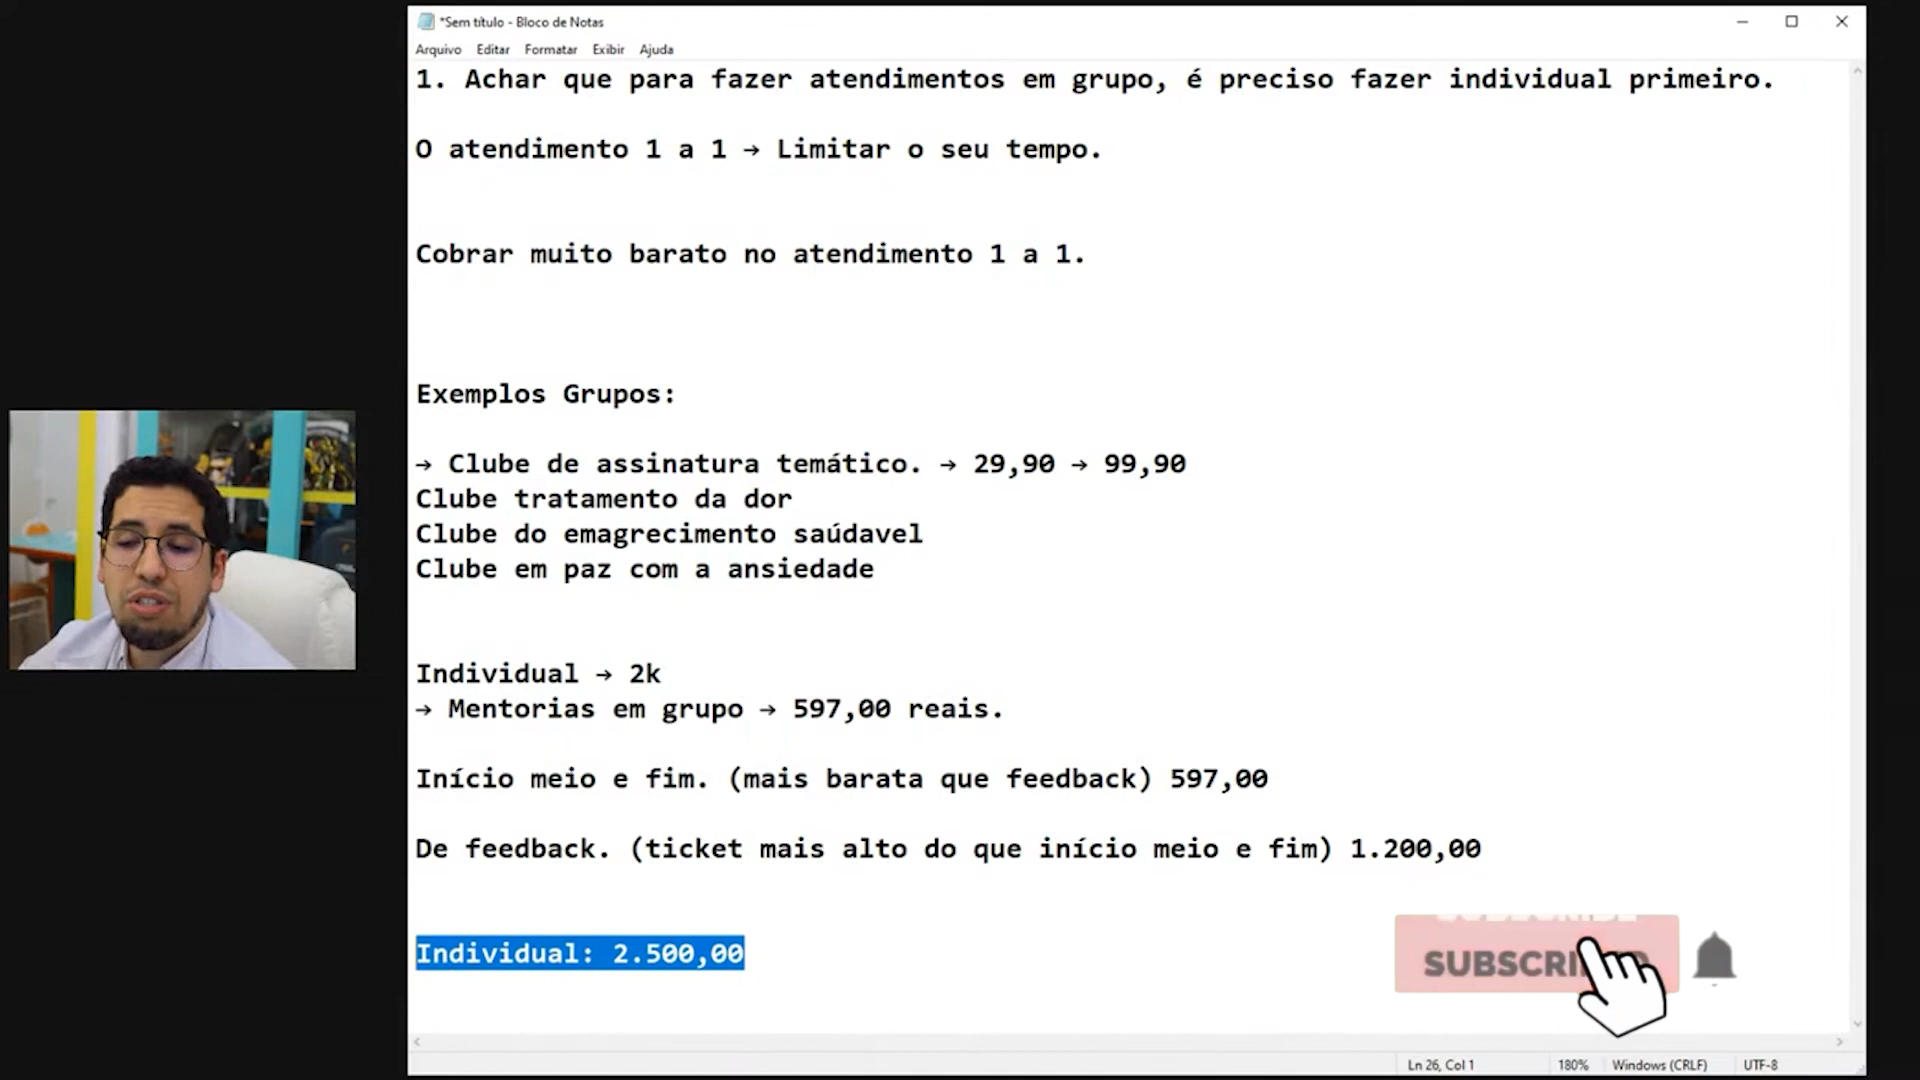 *Sem título - Bloco de Notas
Arquivo Editar Formatar Exibir Ajuda
1. Achar que para fazer atendimentos em grupo, é preciso fazer individual primeiro.
O atendimento 1 a 1 → Limitar o seu tempo.
Cobrar muito barato no atendimento 1 a 1.
Exemplos Grupos:
→ Clube de assinatura temático. → 29,90 → 99,90
Clube tratamento da dor
Clube do emagrecimento saúdavel
Clube em paz com a ansiedade
Individual → 2k
→ Mentorias em grupo → 597,00 reais.
Início meio e fim. (mais barata que feedback) 597,00
De feedback. (ticket mais alto do que início meio e fim) 1.200,00
Individual: 2.500,00
Ln 26, Col 1 180% Windows (CRLF) UTF-8